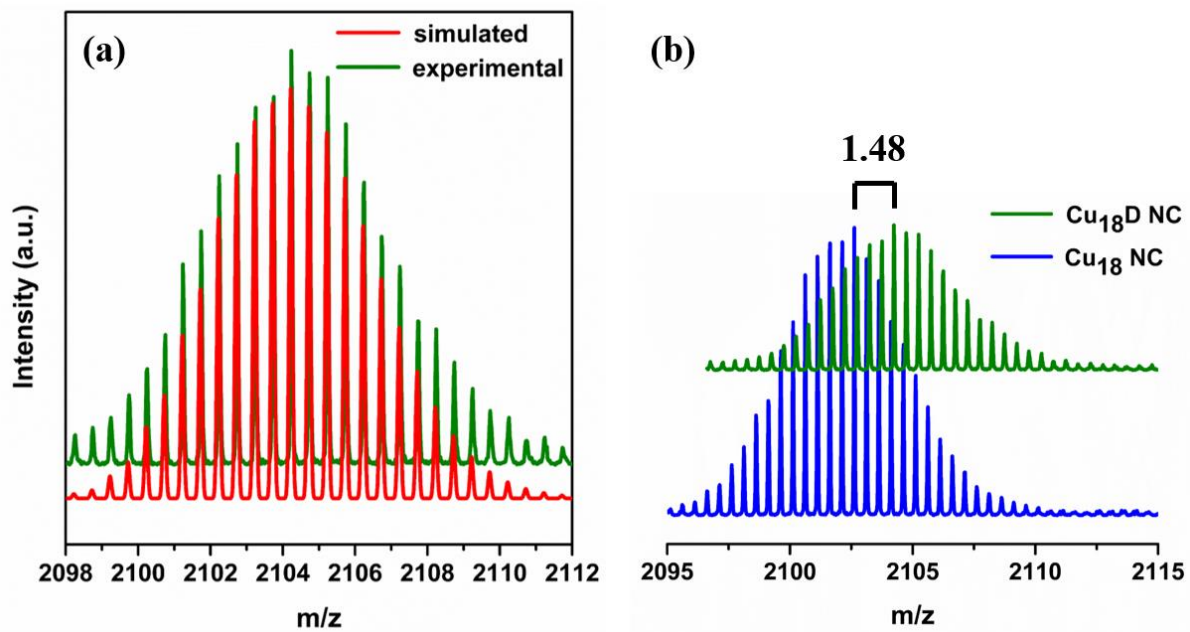 (a)
simulated
experimental
Intensity (a.u.)
2098 2100 2102 2104 2106 2108 2110 2112
m/z
(b)
1.48
Cu₁₈D NC
Cu₁₈ NC
2095 2100 2105 2110 2115
m/z